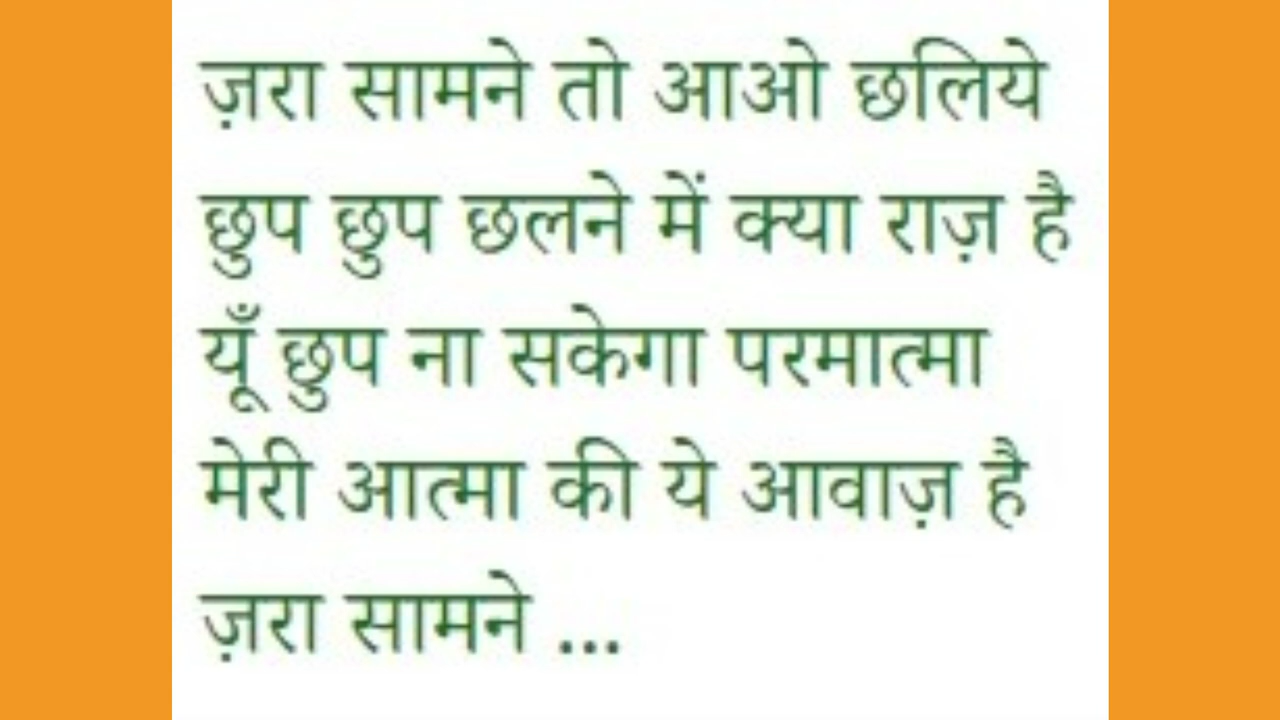 ज़रा सामने तो आओ छलिये
छुप छुप छलने में क्या राज़ है
यूँ छुप ना सकेगा परमात्मा
मेरी आत्मा की ये आवाज़ है
ज़रा सामने ...